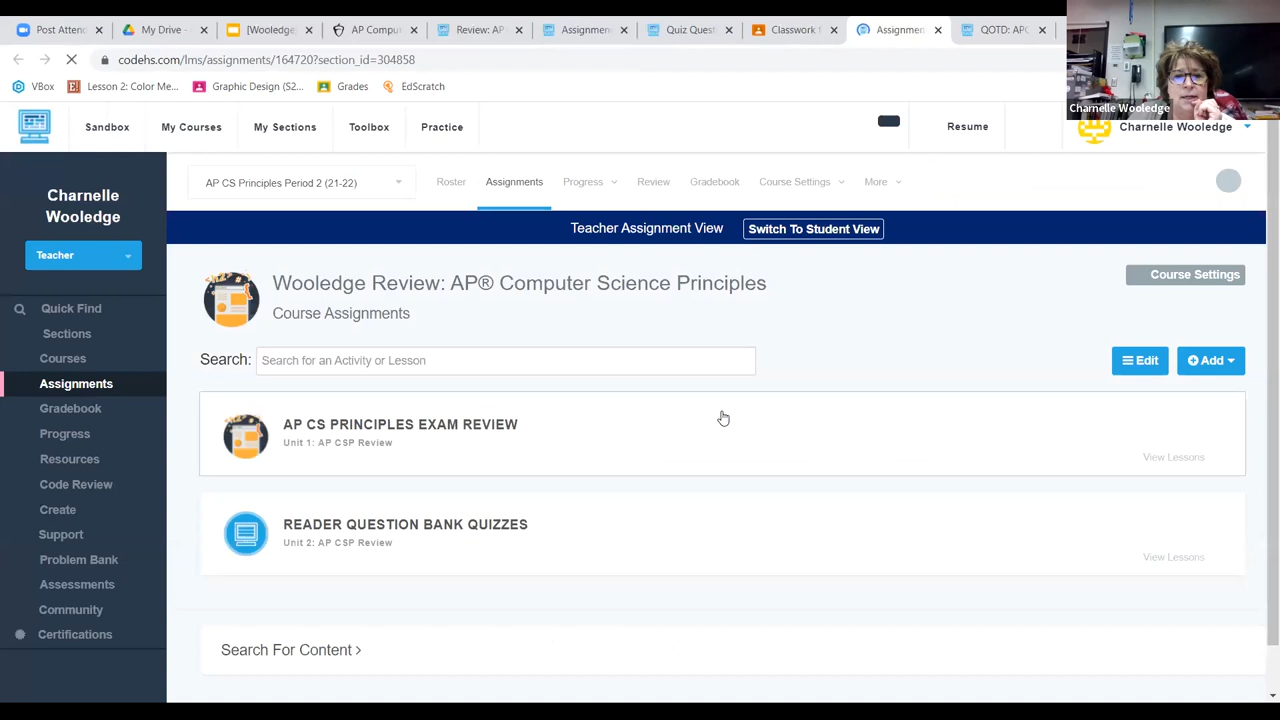 Post Attend
My Drive -
[Wooledge
AP Comput
Review: AP
Assignmen
Quiz Quest
Classwork
Assignmen
QOTD: APC
codehs.com/lms/assignments/164720?section_id=304858
VBox
Lesson 2: Color Me...
Graphic Design (S2...
Grades
EdScratch
Charnelle Wooledge
Sandbox
My Courses
My Sections
Toolbox
Practice
Resume
Charnelle Wooledge
Charnelle
Wooledge
Teacher
Quick Find
Sections
Courses
Assignments
Gradebook
Progress
Resources
Code Review
Create
Support
Problem Bank
Assessments
Community
Certifications
AP CS Principles Period 2 (21-22)
Roster
Assignments
Progress
Review
Gradebook
Course Settings
More
Teacher Assignment View
Switch To Student View
Wooledge Review: AP® Computer Science Principles
Course Assignments
Course Settings
Search:
Search for an Activity or Lesson
Edit
Add
AP CS PRINCIPLES EXAM REVIEW
Unit 1: AP CSP Review
View Lessons
READER QUESTION BANK QUIZZES
Unit 2: AP CSP Review
View Lessons
Search For Content >